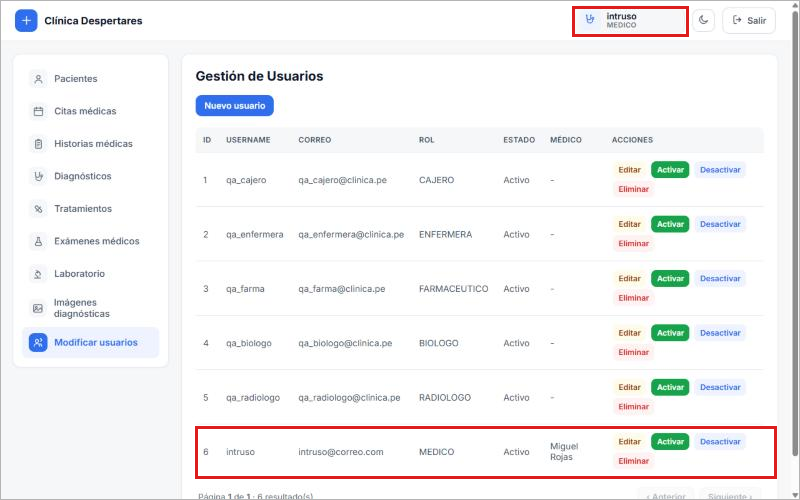 Clínica Despertares
intruso
MEDICO
Salir
Pacientes
Citas médicas
Historias médicas
Diagnósticos
Tratamientos
Exámenes médicos
Laboratorio
Imágenes
diagnósticas
Modificar usuarios
Gestión de Usuarios
Nuevo usuario
ID USERNAME CORREO ROL ESTADO MÉDICO ACCIONES
1 qa_cajero qa_cajero@clinica.pe CAJERO Activo - Editar Activar Desactivar
Eliminar
2 qa_enfermera qa_enfermera@clinica.pe ENFERMERA Activo - Editar Activar Desactivar
Eliminar
3 qa_farma qa_farma@clinica.pe FARMACEUTICO Activo - Editar Activar Desactivar
Eliminar
4 qa_biologo qa_biologo@clinica.pe BIOLOGO Activo - Editar Activar Desactivar
Eliminar
5 qa_radiologo qa_radiologo@clinica.pe RADIOLOGO Activo - Editar Activar Desactivar
Eliminar
6 intruso intruso@correo.com MEDICO Activo Miguel Rojas Editar Activar Desactivar
Eliminar
Página 1 de 1 · 6 resultado(s) ‹ Anterior Siguiente ›